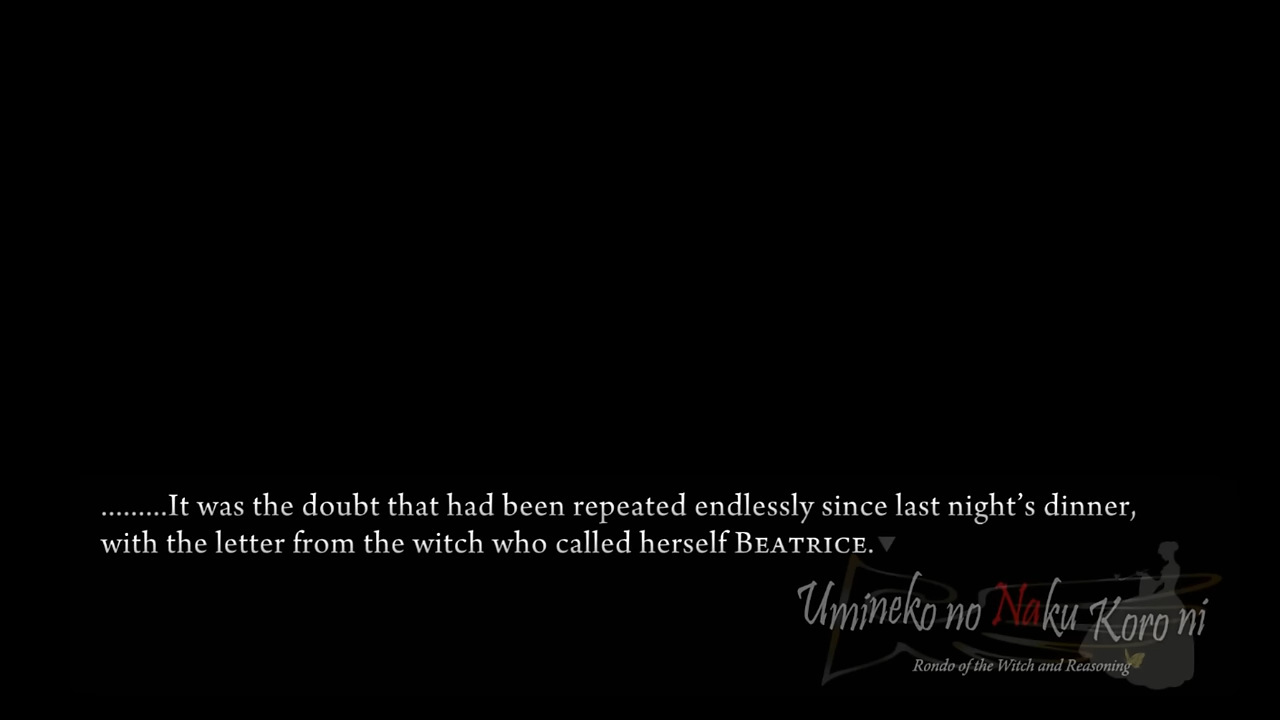 .........It was the doubt that had been repeated endlessly since last night’s dinner,
with the letter from the witch who called herself BEATRICE.
Umineko no Naku Koro ni
Rondo of the Witch and Reasoning